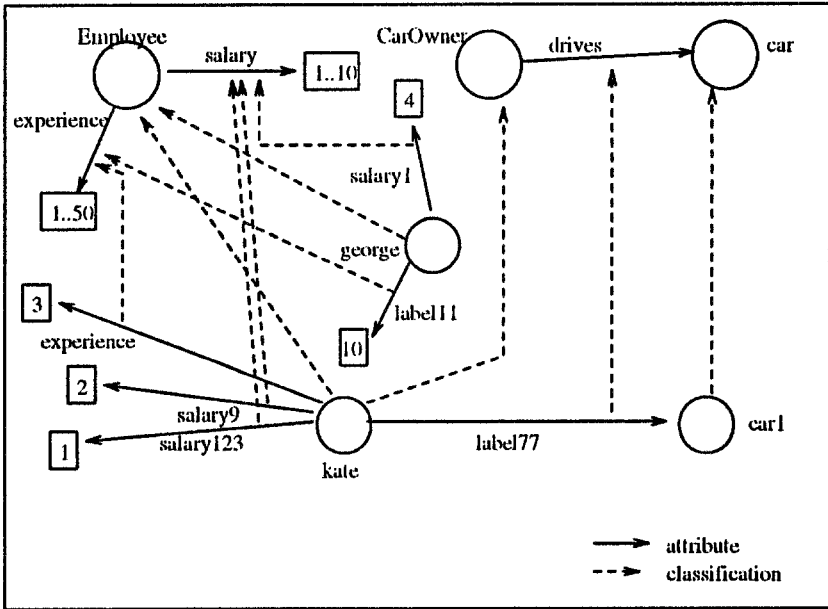 Employee
salary
CarOwner
drives
car
1..10
4
experience
salary1
1..50
george
3
label11
experience
10
2
salary9
1
salary123
label77
car1
kate
attribute
classification